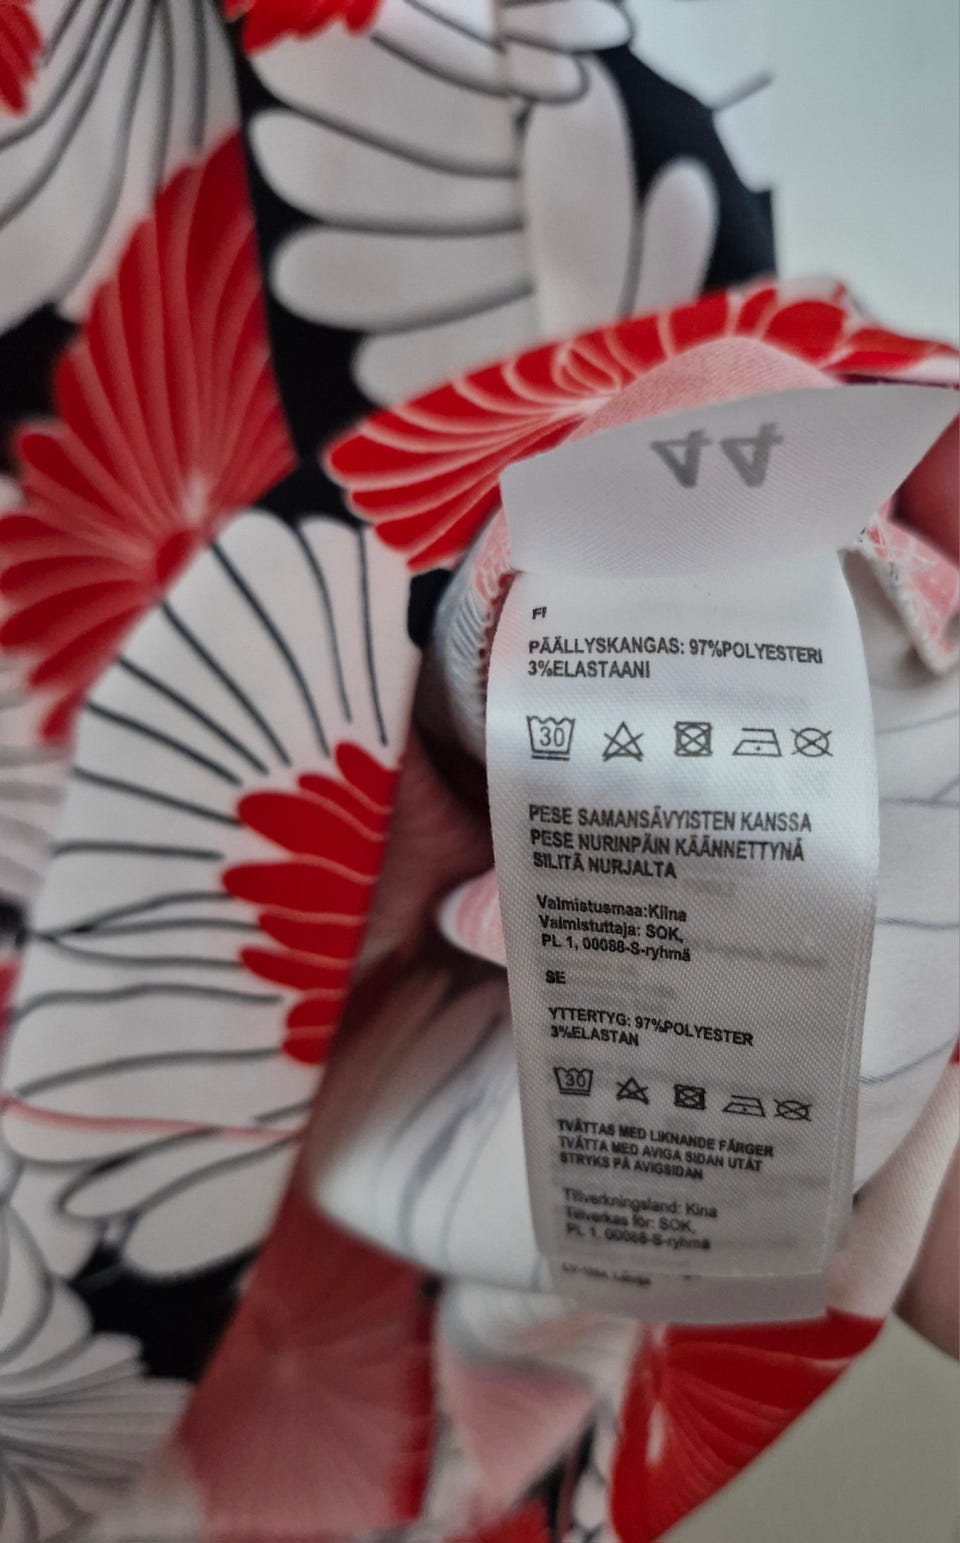 44
FI
PÄÄLLYSKANGAS: 97%POLYESTERI
3%ELASTAANI
30
PESE SAMANSÄVYISTEN KANSSA
PESE NURINPÄIN KÄÄNNETTYNÄ
SILITÄ NURJALTA
Valmistusmaa:Kiina
Valmistuttaja: SOK,
PL 1, 00088-S-ryhmä
SE
YTTERTYG: 97%POLYESTER
3%ELASTAN
30
TVÄTTAS MED LIKNANDE FÄRGER
TVÄTTA MED AVIGA SIDAN UTÅT
STRYKS PÅ AVIGSIDAN
Tillverkningsland: Kina
Tillverkas för: SOK,
PL 1, 00088-S-ryhmä